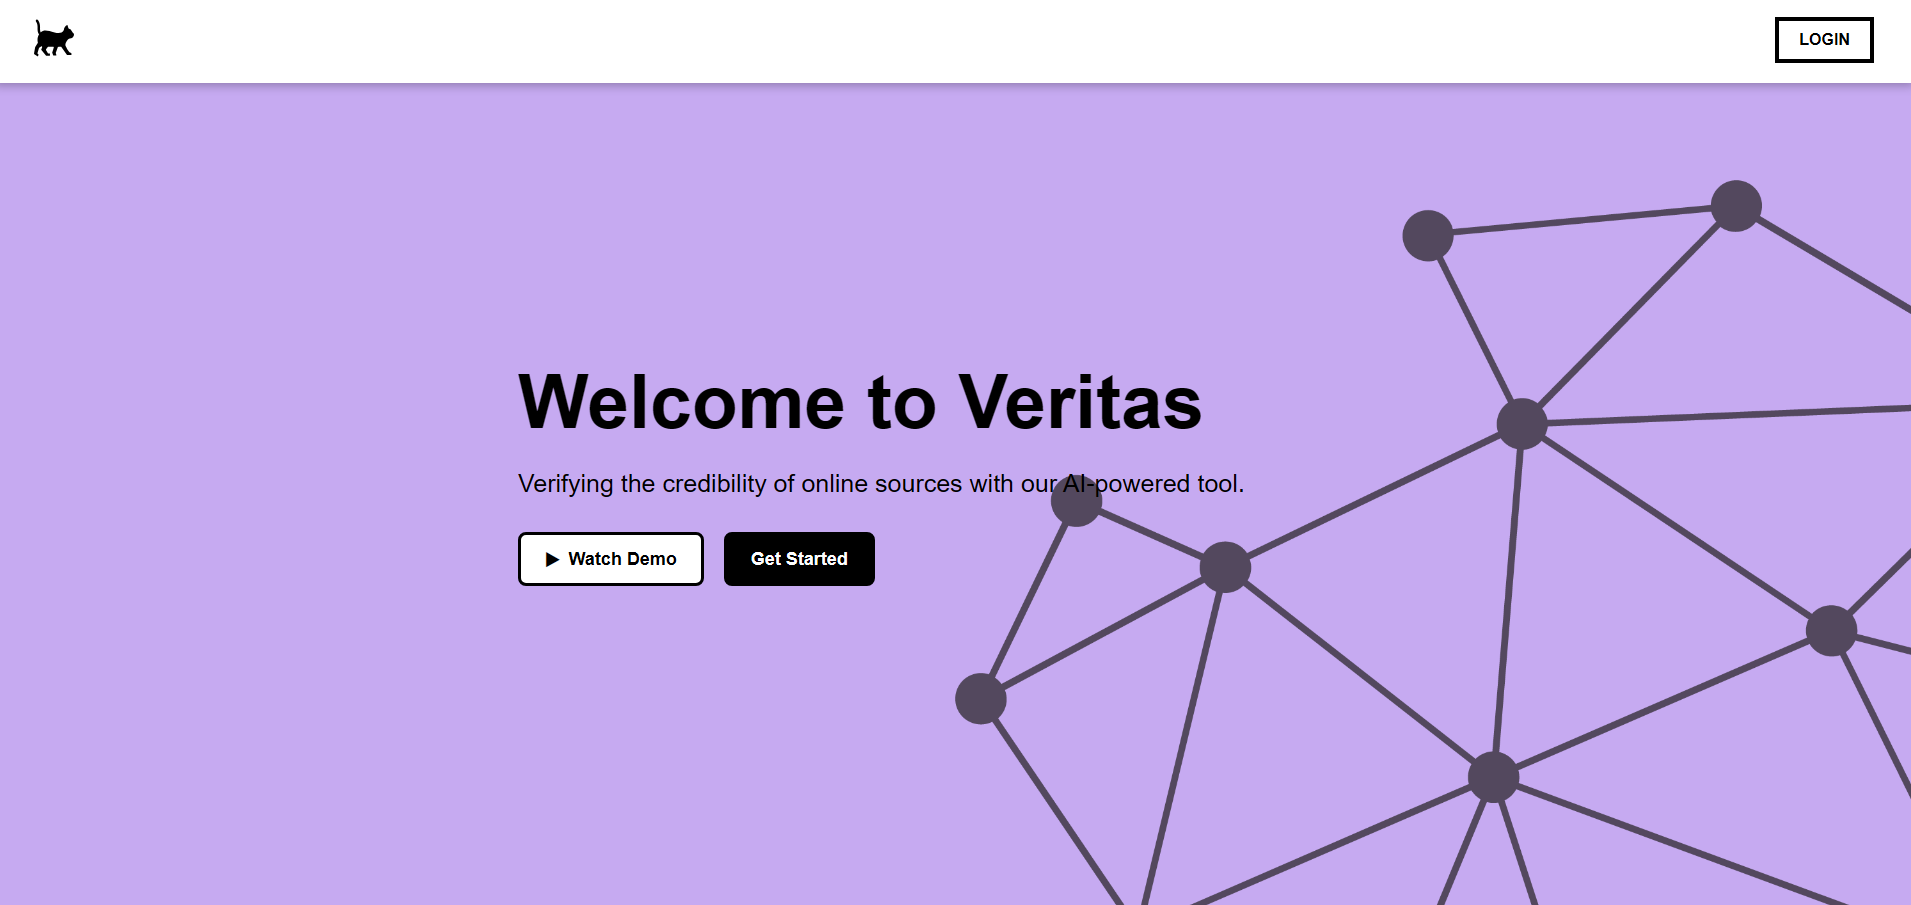 LOGIN
Welcome to Veritas
Verifying the credibility of online sources with our AI-powered tool.
Watch Demo
Get Started